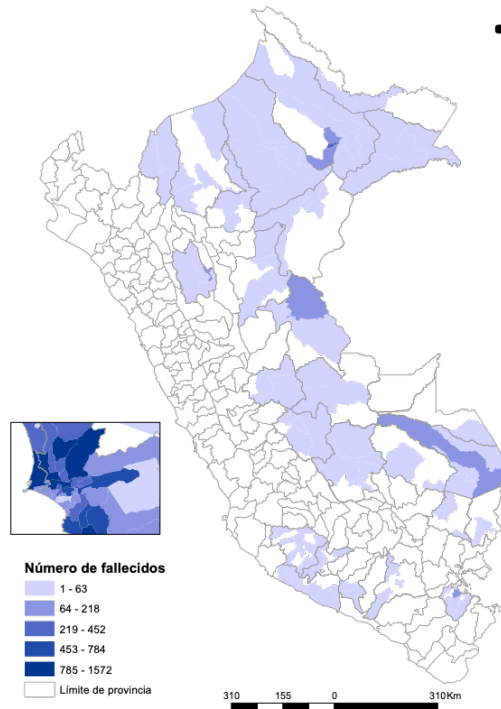 Número de fallecidos
1 - 63
64 - 218
219 - 452
453 - 784
785 - 1572
Límite de provincia
310 155 0 310Km